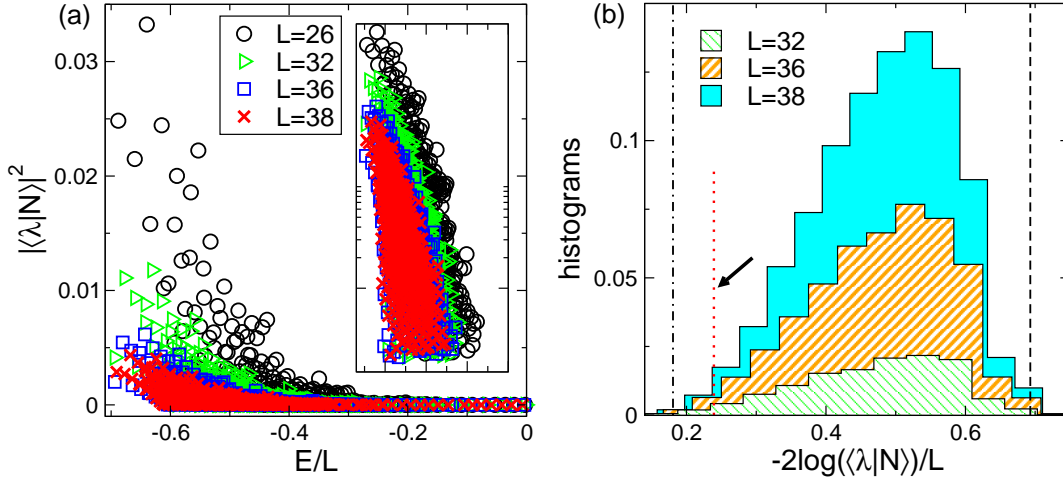 (a)
L=26
L=32
L=36
L=38
|⟨λ|N⟩|²
0.03
0.02
0.01
0
-0.6
-0.4
-0.2
0
E/L
(b)
L=32
L=36
L=38
histograms
0.1
0.05
0
0.2
0.4
0.6
-2log(⟨λ|N⟩)/L